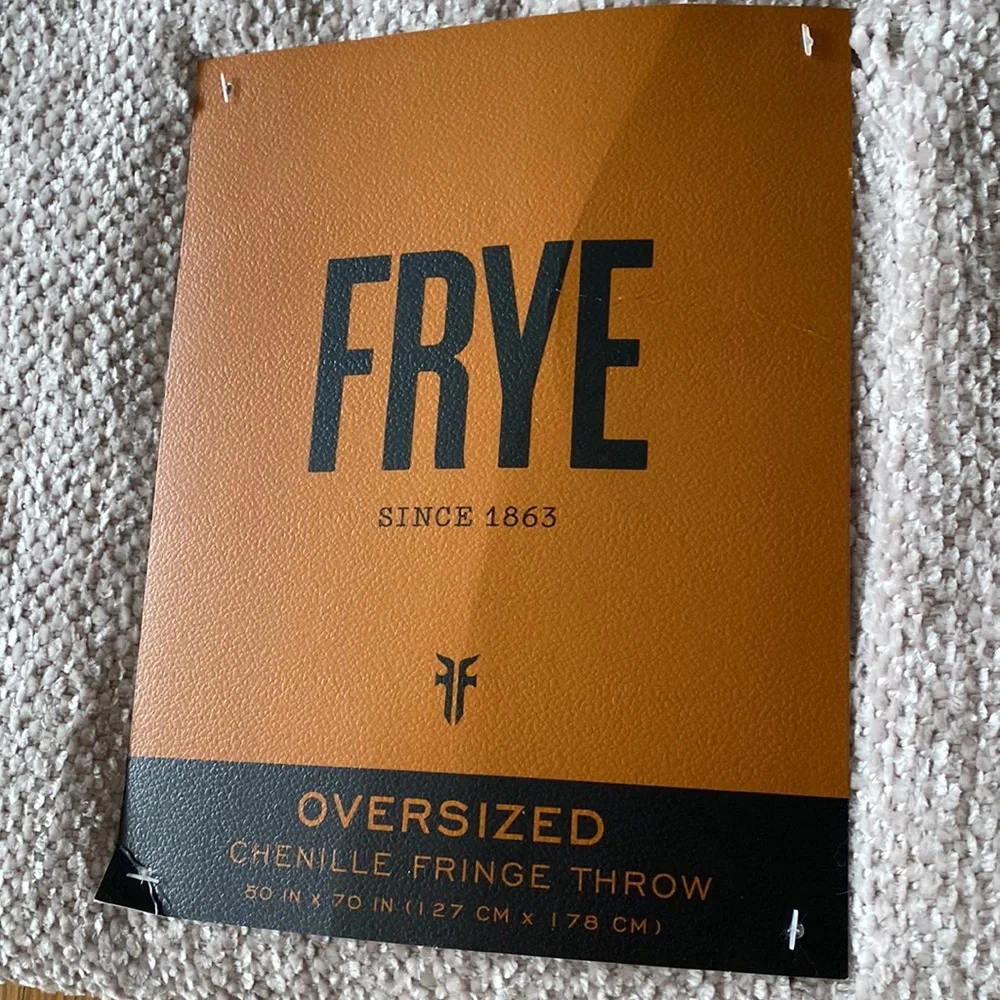 FRYE
SINCE 1863
OVERSIZED
CHENILLE FRINGE THROW
50 IN X 70 IN (127 CM X 178 CM)